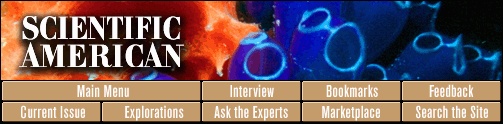 SCIENTIFIC
AMERICAN
Main Menu Interview Bookmarks Feedback
Current Issue Explorations Ask the Experts Marketplace Search the Site